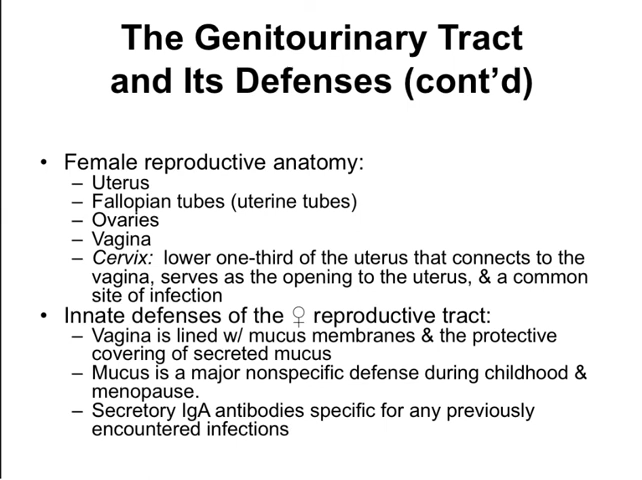 The Genitourinary Tract
and Its Defenses (cont’d)
• Female reproductive anatomy:
– Uterus
– Fallopian tubes (uterine tubes)
– Ovaries
– Vagina
– Cervix: lower one-third of the uterus that connects to the
vagina, serves as the opening to the uterus, & a common
site of infection
• Innate defenses of the ♀ reproductive tract:
– Vagina is lined w/ mucus membranes & the protective
covering of secreted mucus
– Mucus is a major nonspecific defense during childhood &
menopause.
– Secretory IgA antibodies specific for any previously
encountered infections